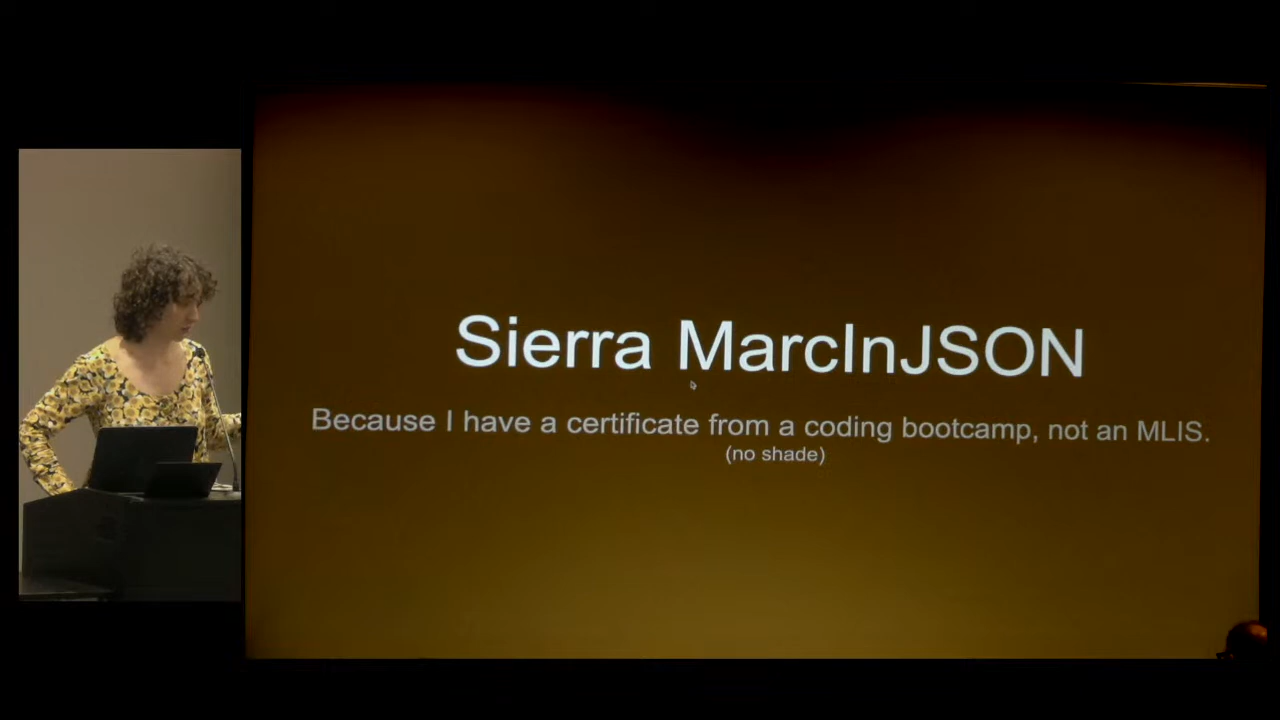 Sierra MarcInJSON
Because I have a certificate from a coding bootcamp, not an MLIS.
(no shade)